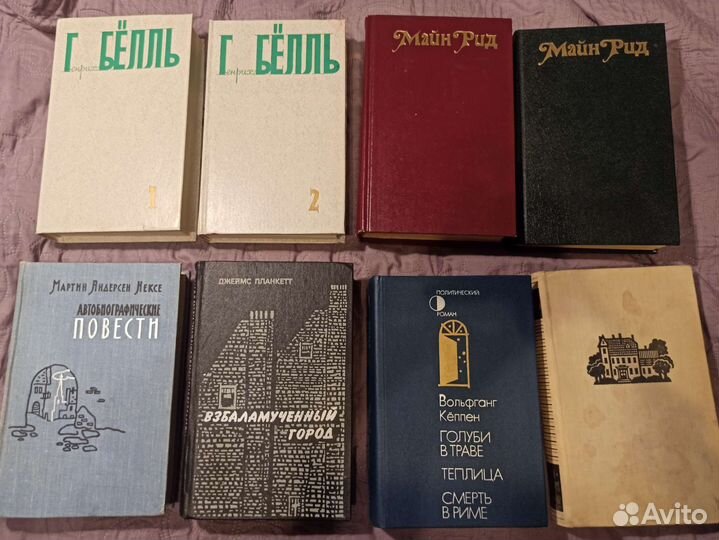 Генрих БЁЛЛЬ
1
Генрих БЁЛЛЬ
2
Майн Рид
Майн Рид
Мартин Андерсен Нексе
АВТОБИОГРАФИЧЕСКИЕ
ПОВЕСТИ
ДЖЕЙМС ПЛАНКЕТТ
ВЗБАЛАМУЧЕННЫЙ
ГОРОД
ПОЛИТИЧЕСКИЙ
РОМАН
Вольфганг
Кёппен
ГОЛУБИ
В ТРАВЕ
ТЕПЛИЦА
СМЕРТЬ
В РИМЕ
Avito